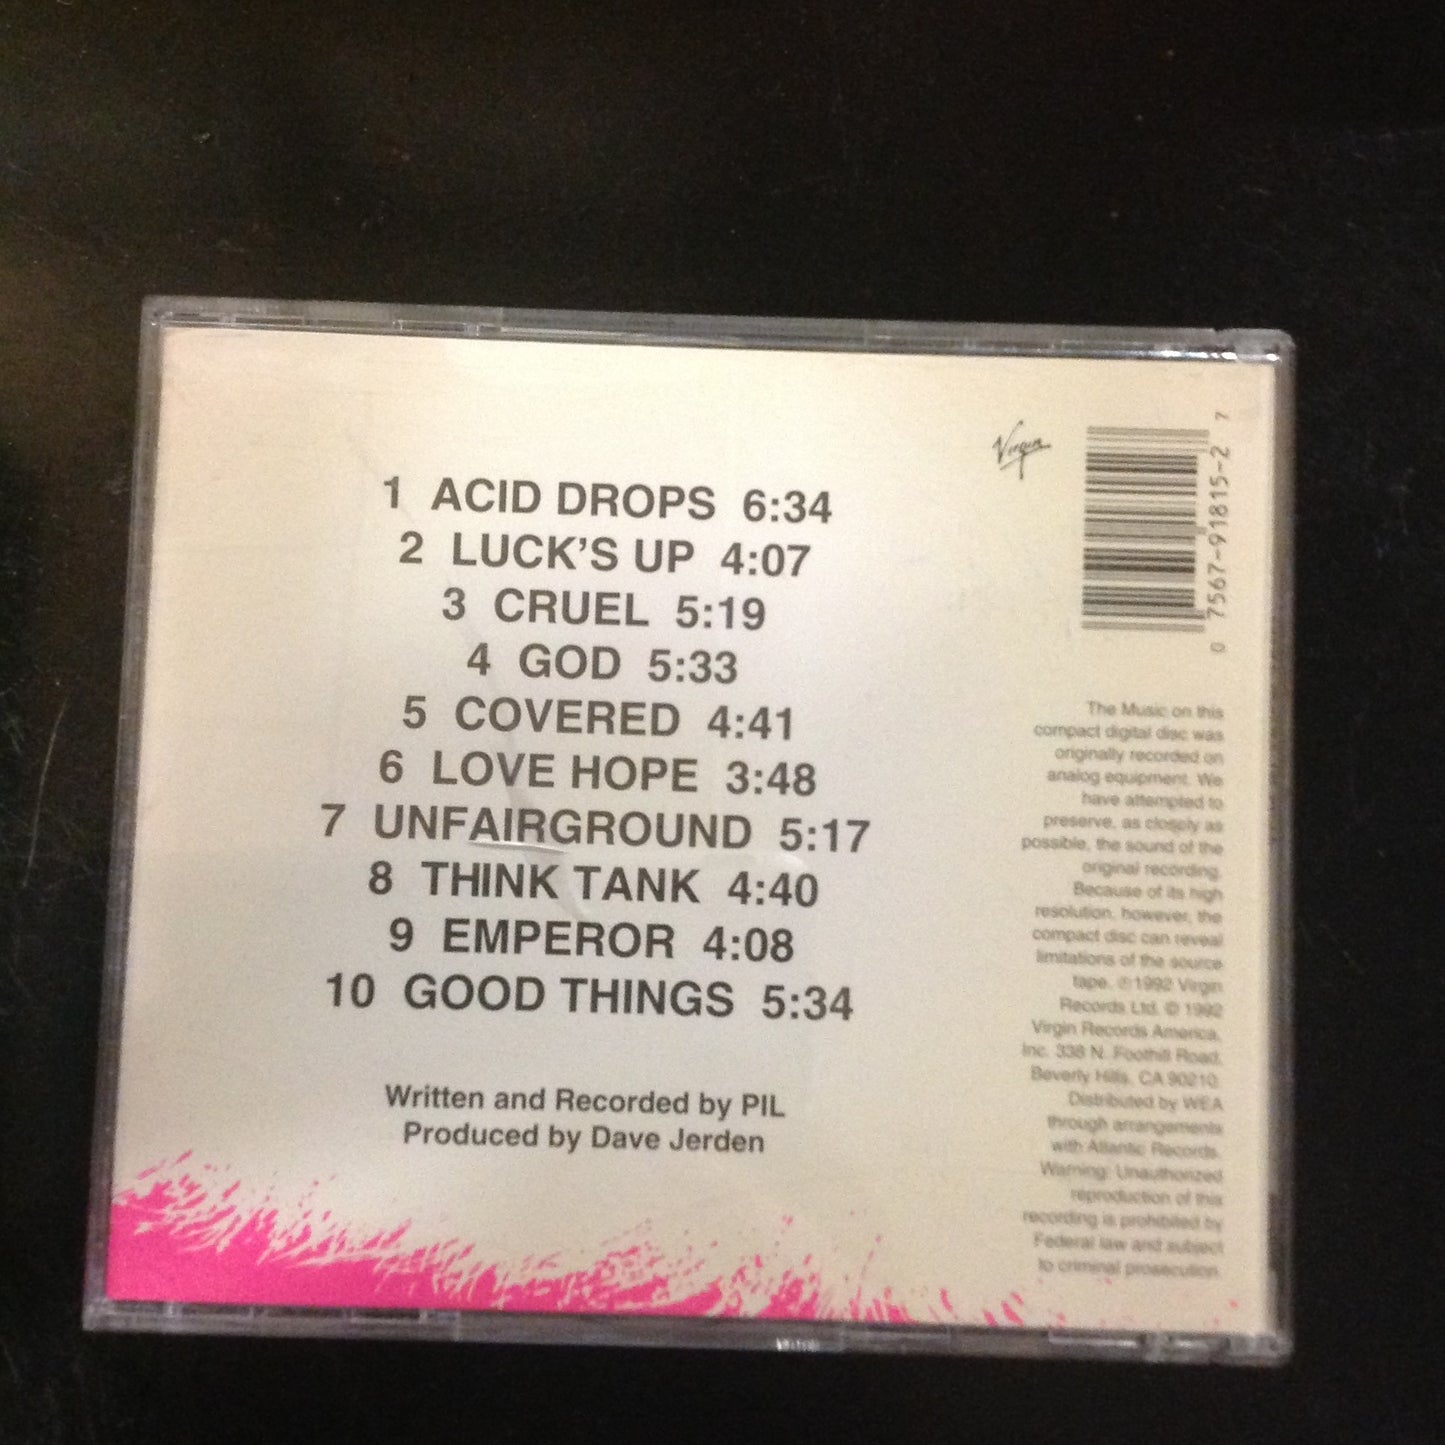 1 ACID DROPS 6:34
2 LUCK'S UP 4:07
3 CRUEL 5:19
4 GOD 5:33
5 COVERED 4:41
6 LOVE HOPE 3:48
7 UNFAIRGROUND 5:17
8 THINK TANK 4:40
9 EMPEROR 4:08
10 GOOD THINGS 5:34
Written and Recorded by PIL
Produced by Dave Jerden
Virgin
0 7567-91815-2 7
The Music on this
compact digital disc was
originally recorded on
analog equipment. We
have attempted to
preserve, as closely as
possible, the sound of the
original recording.
Because of its high
resolution, however, the
compact disc can reveal
limitations of the source
tape. ℗ 1992 Virgin
Records Ltd. © 1992
Virgin Records America,
Inc. 338 N. Foothill Road,
Beverly Hills, CA 90210.
Distributed by WEA
through arrangements
with Atlantic Records.
Warning: Unauthorized
reproduction of this
recording is prohibited by
Federal law and subject
to criminal prosecution.